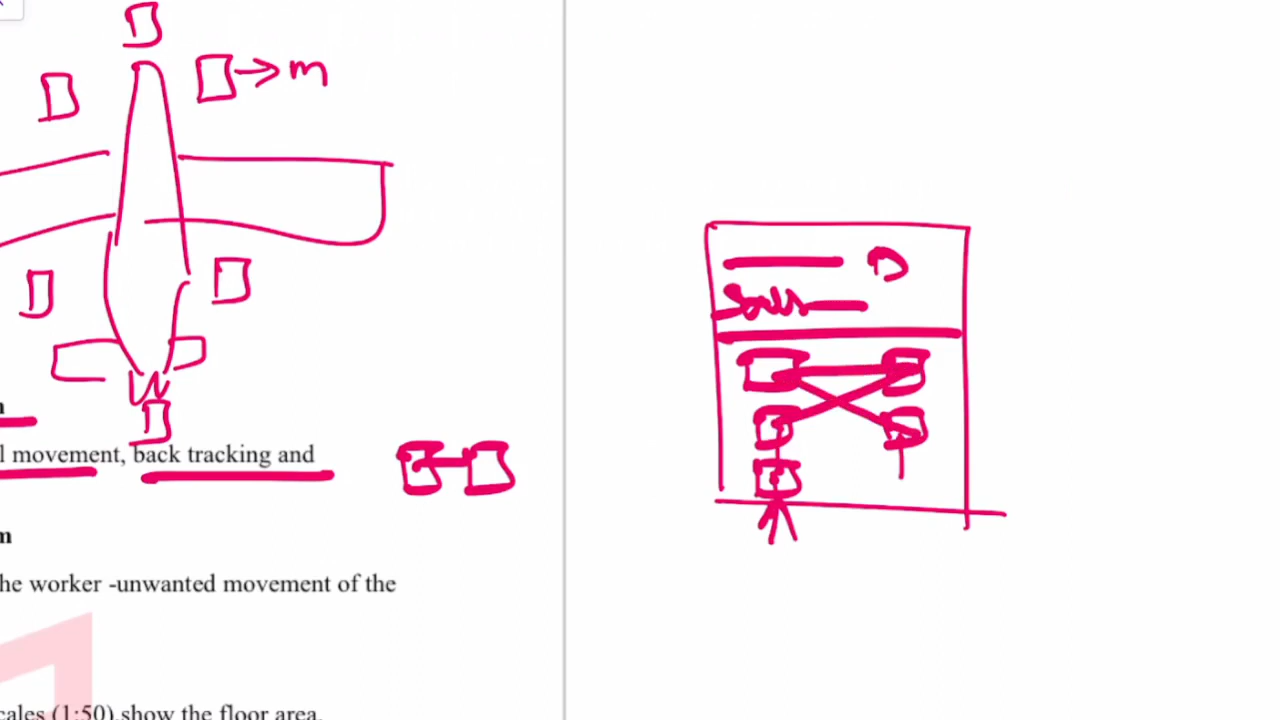 m
l movement, back tracking and
m
he worker -unwanted movement of the
cales (1:50).show the floor area.